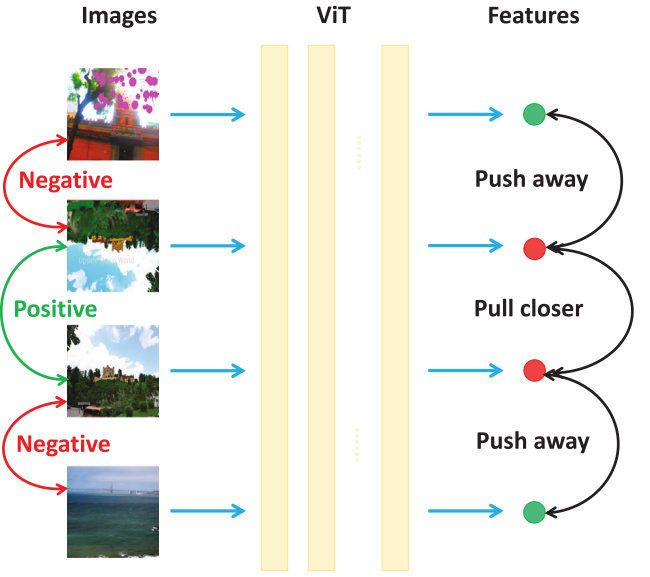 Images
ViT
Features
Negative
Push away
Positive
Pull closer
Negative
Push away